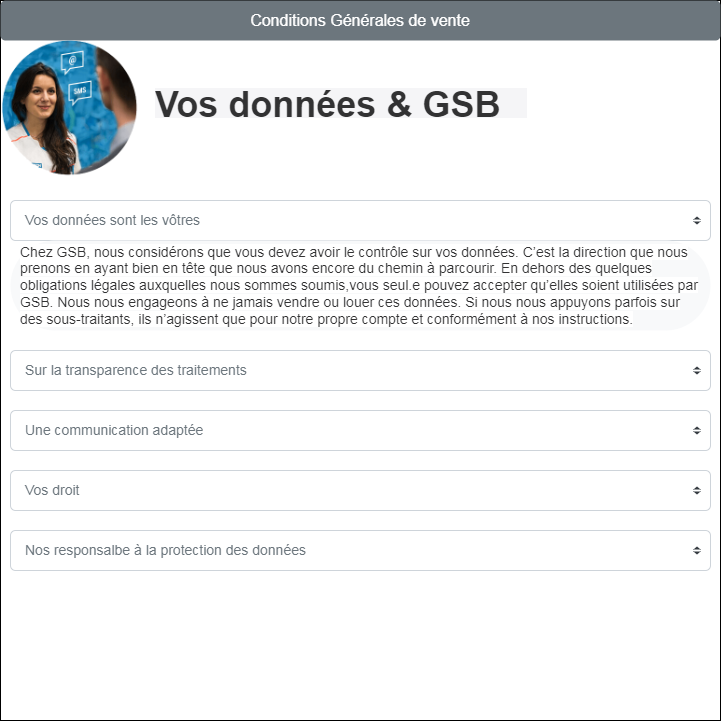 Conditions Générales de vente
@
SMS
Vos données & GSB
Vos données sont les vôtres
Chez GSB, nous considérons que vous devez avoir le contrôle sur vos données. C’est la direction que nous
prenons en ayant bien en tête que nous avons encore du chemin à parcourir. En dehors des quelques
obligations légales auxquelles nous sommes soumis,vous seul.e pouvez accepter qu’elles soient utilisées par
GSB. Nous nous engageons à ne jamais vendre ou louer ces données. Si nous nous appuyons parfois sur
des sous-traitants, ils n’agissent que pour notre propre compte et conformément à nos instructions.
Sur la transparence des traitements
Une communication adaptée
Vos droit
Nos responsalbe à la protection des données